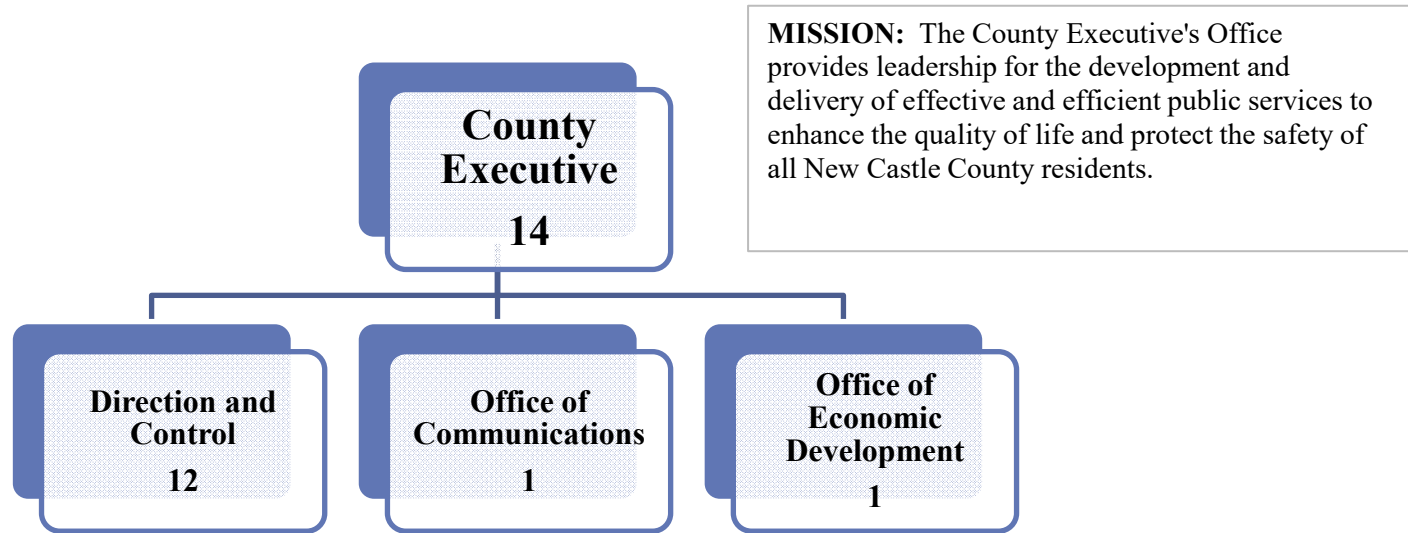 MISSION: The County Executive's Office
provides leadership for the development and
delivery of effective and efficient public services to
enhance the quality of life and protect the safety of
all New Castle County residents.
County
Executive
14
Direction and
Control
12
Office of
Communications
1
Office of
Economic
Development
1